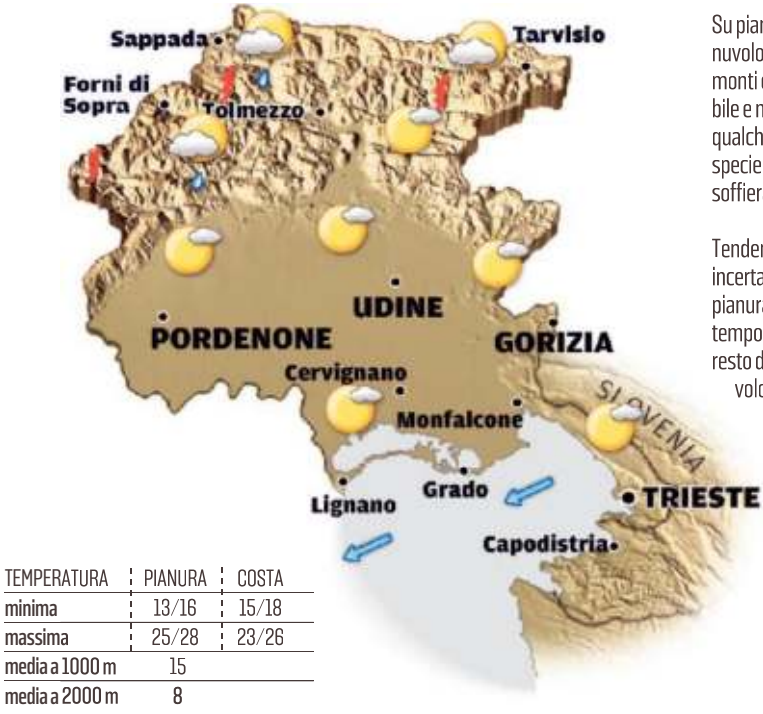 Sappada
Tarvisio
Forni di
Sopra
Tolmezzo
UDINE
PORDENONE
GORIZIA
Cervignano
Monfalcone
SLOVENIA
Lignano
Grado
TRIESTE
Capodistria
TEMPERATURA PIANURA COSTA
minima 13/16 15/18
massima 25/28 23/26
media a 1000 m 15
media a 2000 m 8
Su
nuvolo
monti
bile e
qualch
specie
soffier
Tender
incerta
pianura
tempo
resto d
volo